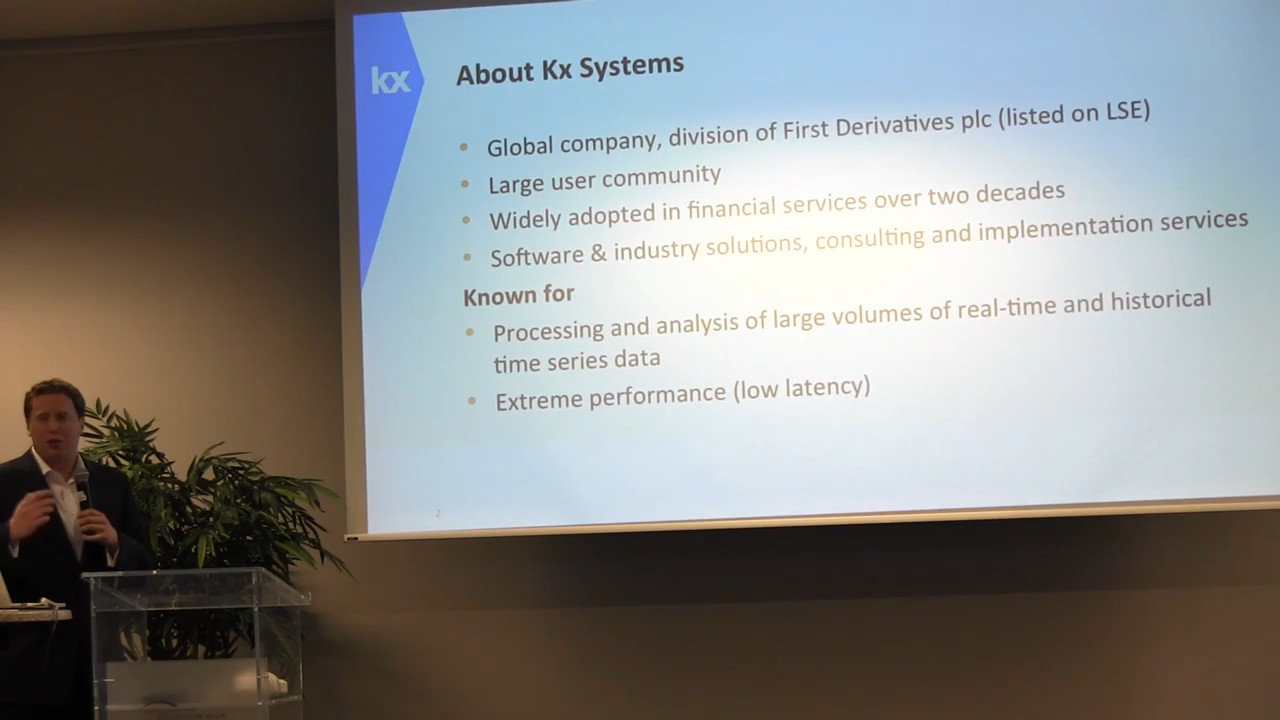 kx
About Kx Systems
• Global company, division of First Derivatives plc (listed on LSE)
• Large user community
• Widely adopted in financial services over two decades
• Software & industry solutions, consulting and implementation services
Known for
• Processing and analysis of large volumes of real-time and historical
time series data
• Extreme performance (low latency)
2